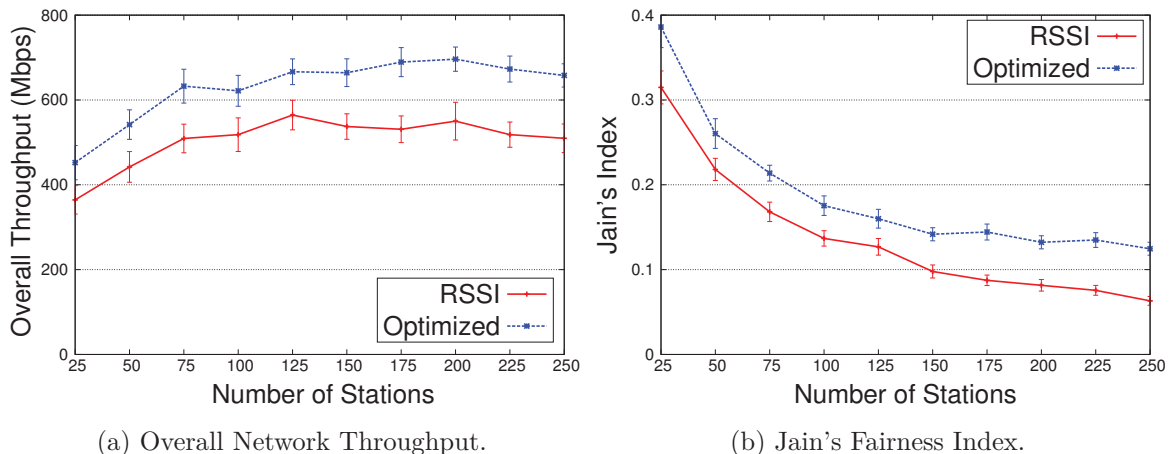 Overall Throughput (Mbps)
800
600
400
200
0
RSSI
Optimized
25 50 75 100 125 150 175 200 225 250
Number of Stations
(a) Overall Network Throughput.
Jain's Index
0.4
0.3
0.2
0.1
0
RSSI
Optimized
25 50 75 100 125 150 175 200 225 250
Number of Stations
(b) Jain's Fairness Index.